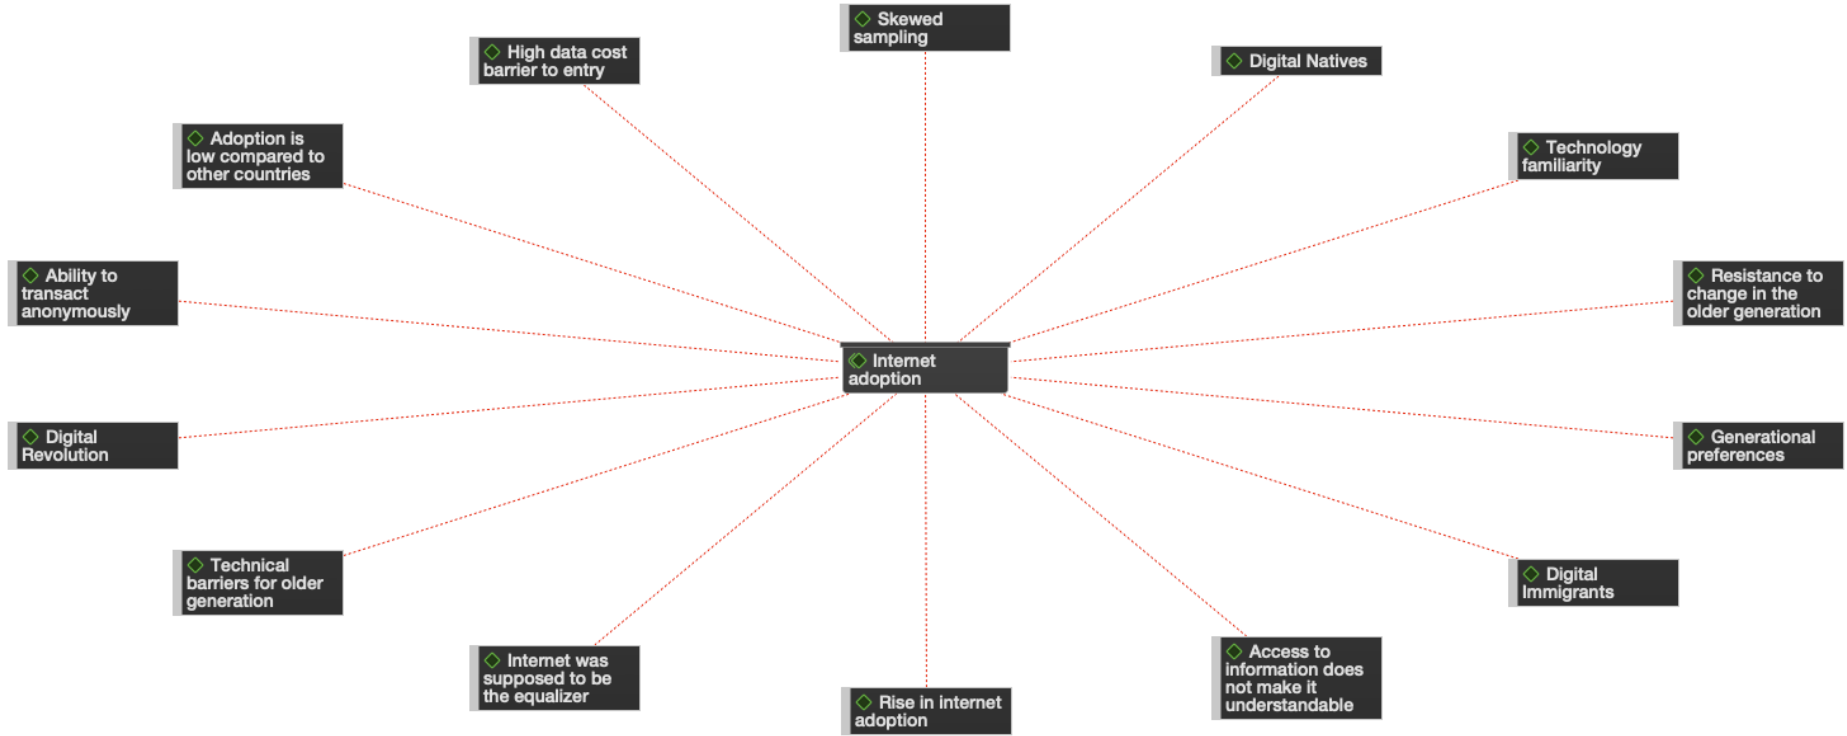 Skewed
sampling
High data cost
barrier to entry
Digital Natives
Adoption is
low compared to
other countries
Technology
familiarity
Ability to
transact
anonymously
Resistance to
change in the
older generation
Internet
adoption
Digital
Revolution
Generational
preferences
Technical
barriers for older
generation
Digital
Immigrants
Internet was
supposed to be
the equalizer
Access to
information does
not make it
understandable
Rise in internet
adoption